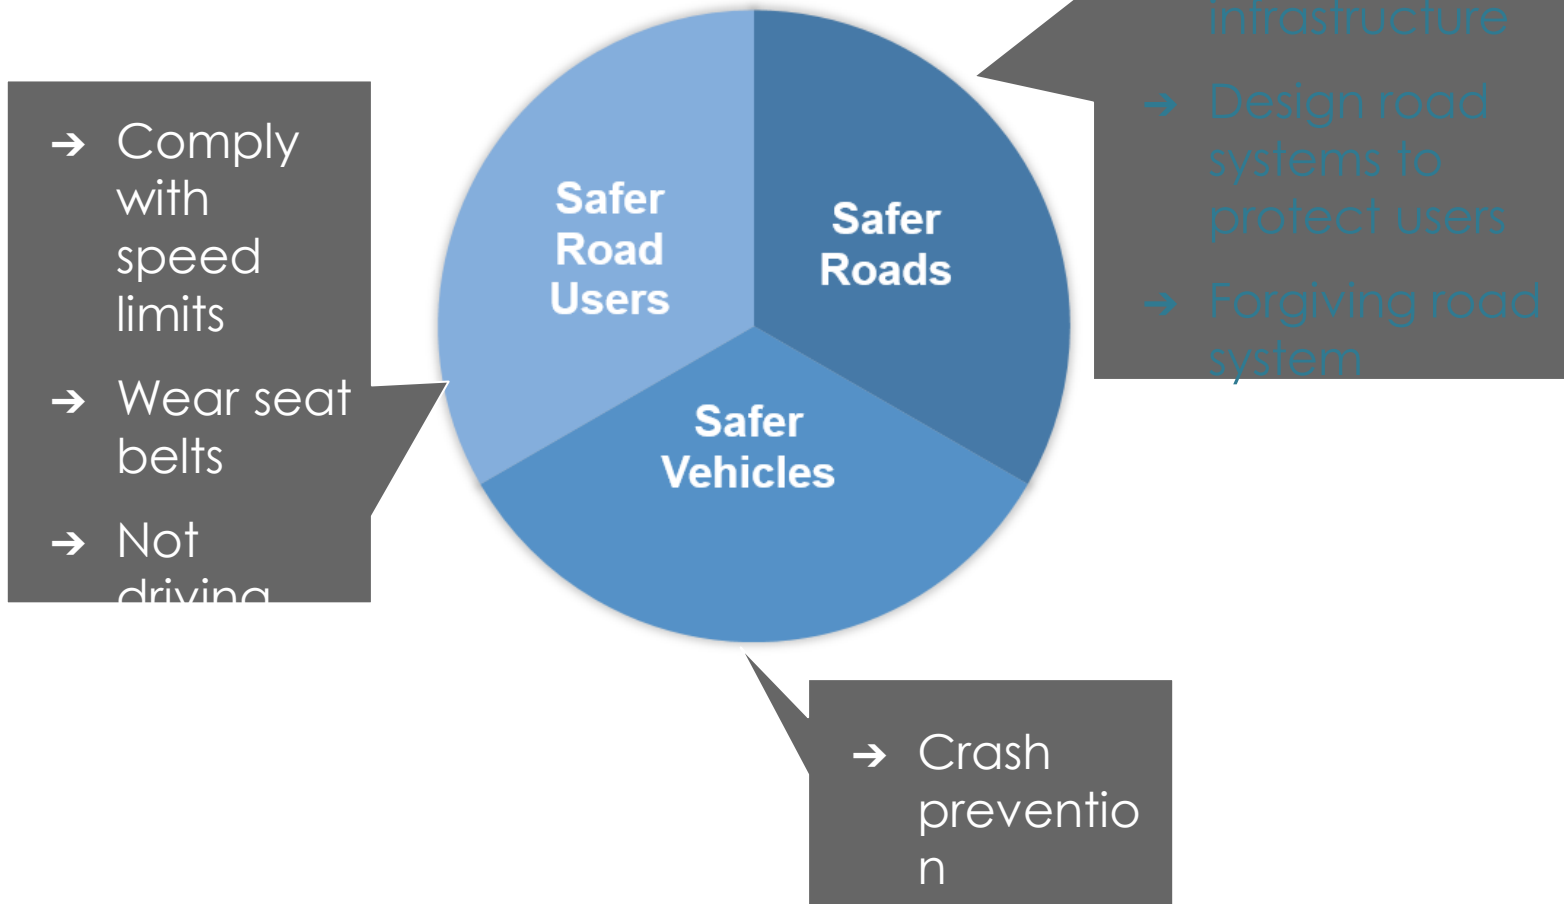 → Comply
with
speed
limits
→ Wear seat
belts
→ Not
driving
Safer
Road
Users
Safer
Roads
Safer
Vehicles
infrastructure
→ Design road
systems to
protect users
→ Forgiving road
system
→ Crash
preventio
n